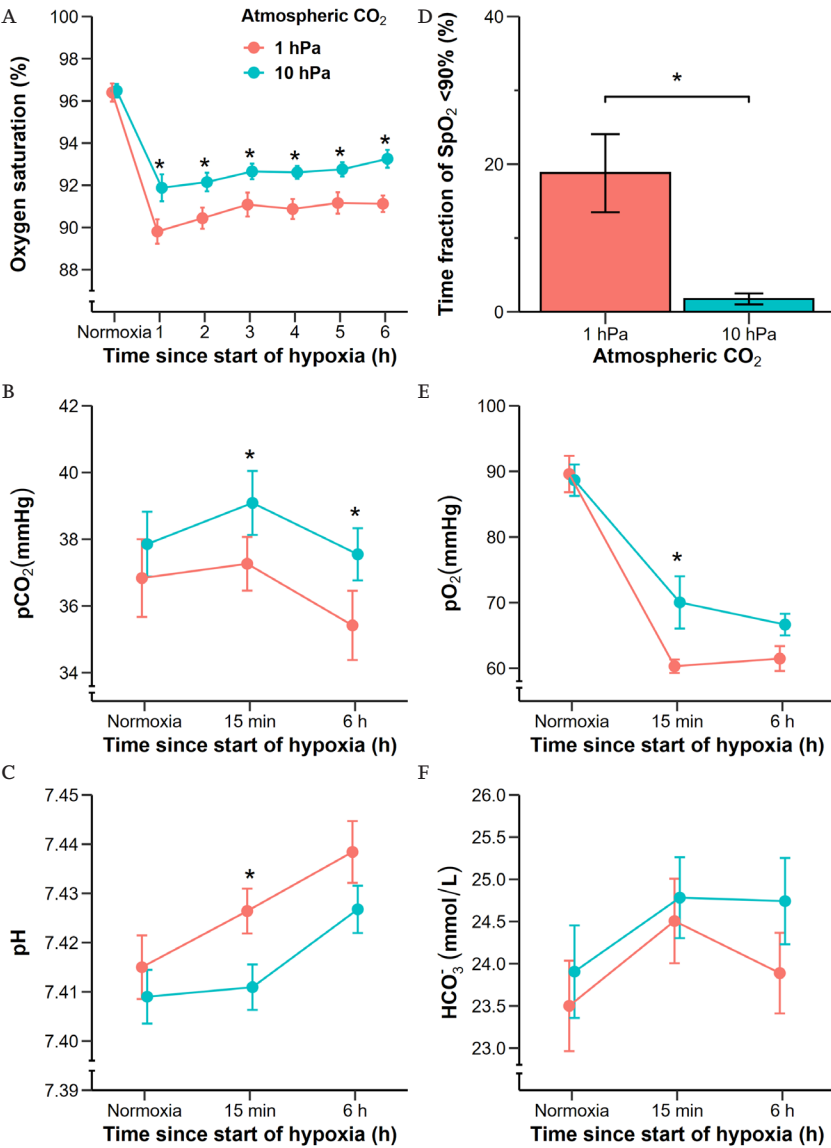 A
Atmospheric CO₂
1 hPa
10 hPa
Oxygen saturation (%)
100
98
96
94
92
90
88
* * * * * *
Normoxia 1 2 3 4 5 6
Time since start of hypoxia (h)
D
Time fraction of SpO₂ <90% (%)
40
20
0
*
1 hPa 10 hPa
Atmospheric CO₂
B
pCO₂(mmHg)
42
40
38
36
34
* *
Normoxia 15 min 6 h
Time since start of hypoxia (h)
E
pO₂(mmHg)
100
90
80
70
60
*
Normoxia 15 min 6 h
Time since start of hypoxia (h)
C
pH
7.45
7.44
7.43
7.42
7.41
7.40
7.39
*
Normoxia 15 min 6 h
Time since start of hypoxia (h)
F
HCO₃⁻ (mmol/L)
26.0
25.5
25.0
24.5
24.0
23.5
23.0
Normoxia 15 min 6 h
Time since start of hypoxia (h)